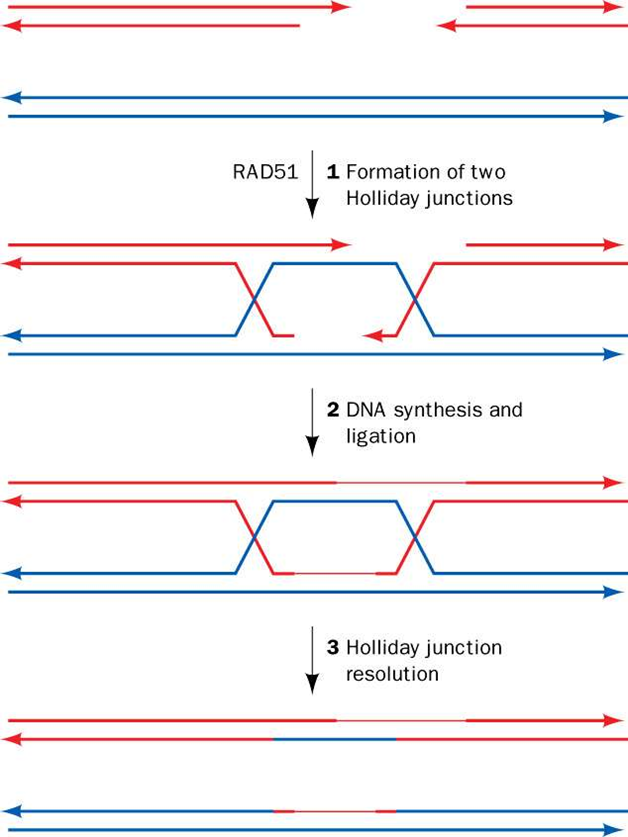 RAD51
1 Formation of two
Holliday junctions
2 DNA synthesis and
ligation
3 Holliday junction
resolution